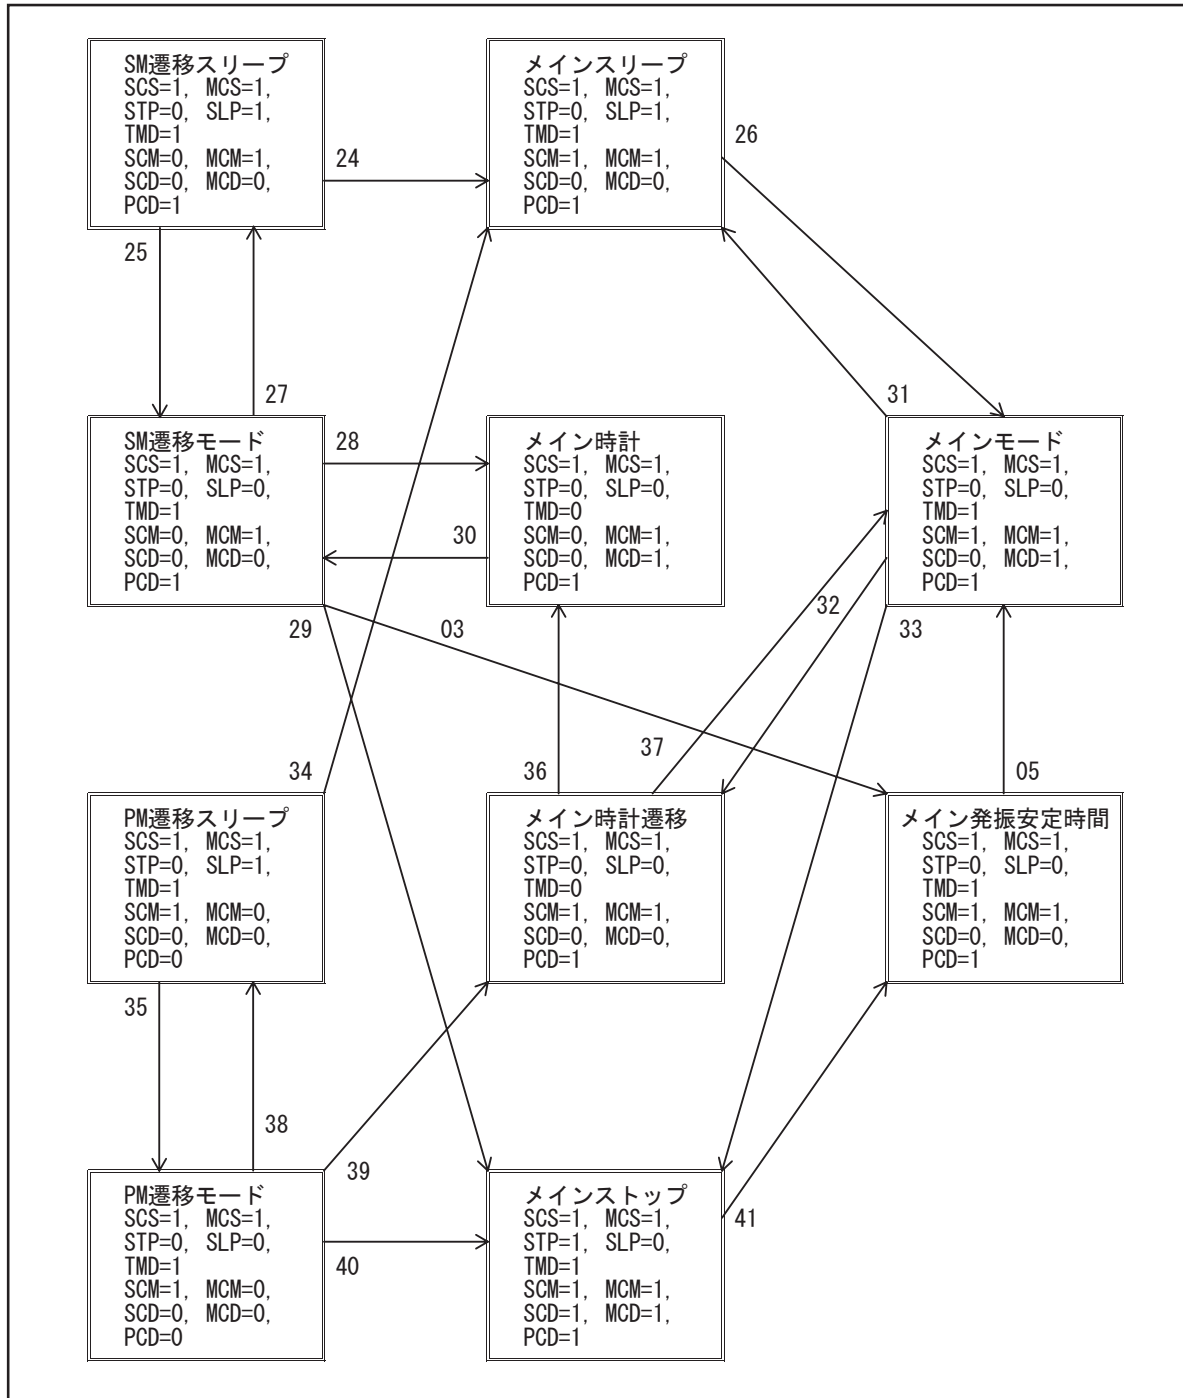 SM遷移スリープ
SCS=1, MCS=1,
STP=0, SLP=1,
TMD=1
SCM=0, MCM=1,
SCD=0, MCD=0,
PCD=1
24
メインスリープ
SCS=1, MCS=1,
STP=0, SLP=1,
TMD=1
SCM=1, MCM=1,
SCD=0, MCD=0,
PCD=1
26
25
27
31
SM遷移モード
SCS=1, MCS=1,
STP=0, SLP=0,
TMD=1
SCM=0, MCM=1,
SCD=0, MCD=0,
PCD=1
28
30
メイン時計
SCS=1, MCS=1,
STP=0, SLP=0,
TMD=0
SCM=0, MCM=1,
SCD=0, MCD=1,
PCD=1
メインモード
SCS=1, MCS=1,
STP=0, SLP=0,
TMD=1
SCM=1, MCM=1,
SCD=0, MCD=1,
PCD=1
29
03
32
33
34
36
37
05
PM遷移スリープ
SCS=1, MCS=1,
STP=0, SLP=1,
TMD=1
SCM=1, MCM=0,
SCD=0, MCD=0,
PCD=0
メイン時計遷移
SCS=1, MCS=1,
STP=0, SLP=0,
TMD=0
SCM=1, MCM=1,
SCD=0, MCD=0,
PCD=1
メイン発振安定時間
SCS=1, MCS=1,
STP=0, SLP=0,
TMD=1
SCM=1, MCM=1,
SCD=0, MCD=0,
PCD=1
35
38
39
PM遷移モード
SCS=1, MCS=1,
STP=0, SLP=0,
TMD=1
SCM=1, MCM=0,
SCD=0, MCD=0,
PCD=0
40
メインストップ
SCS=1, MCS=1,
STP=1, SLP=0,
TMD=1
SCM=1, MCM=1,
SCD=1, MCD=1,
PCD=1
41